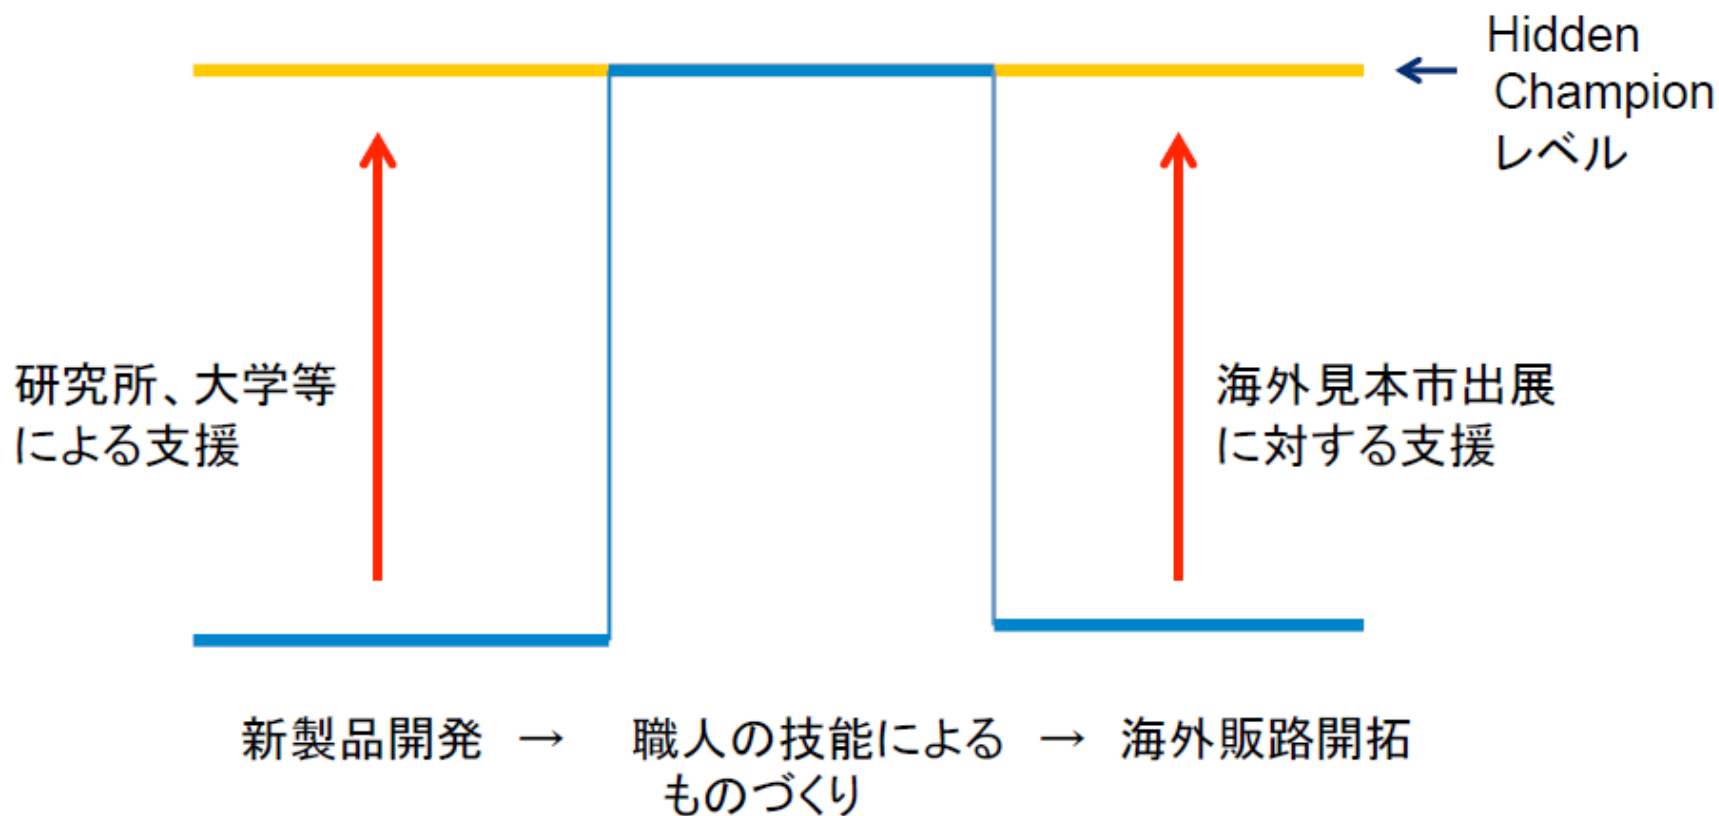 Hidden
Champion
レベル
研究所、大学等
による支援
海外見本市出展
に対する支援
新製品開発 → 職人の技能による → 海外販路開拓
ものづくり